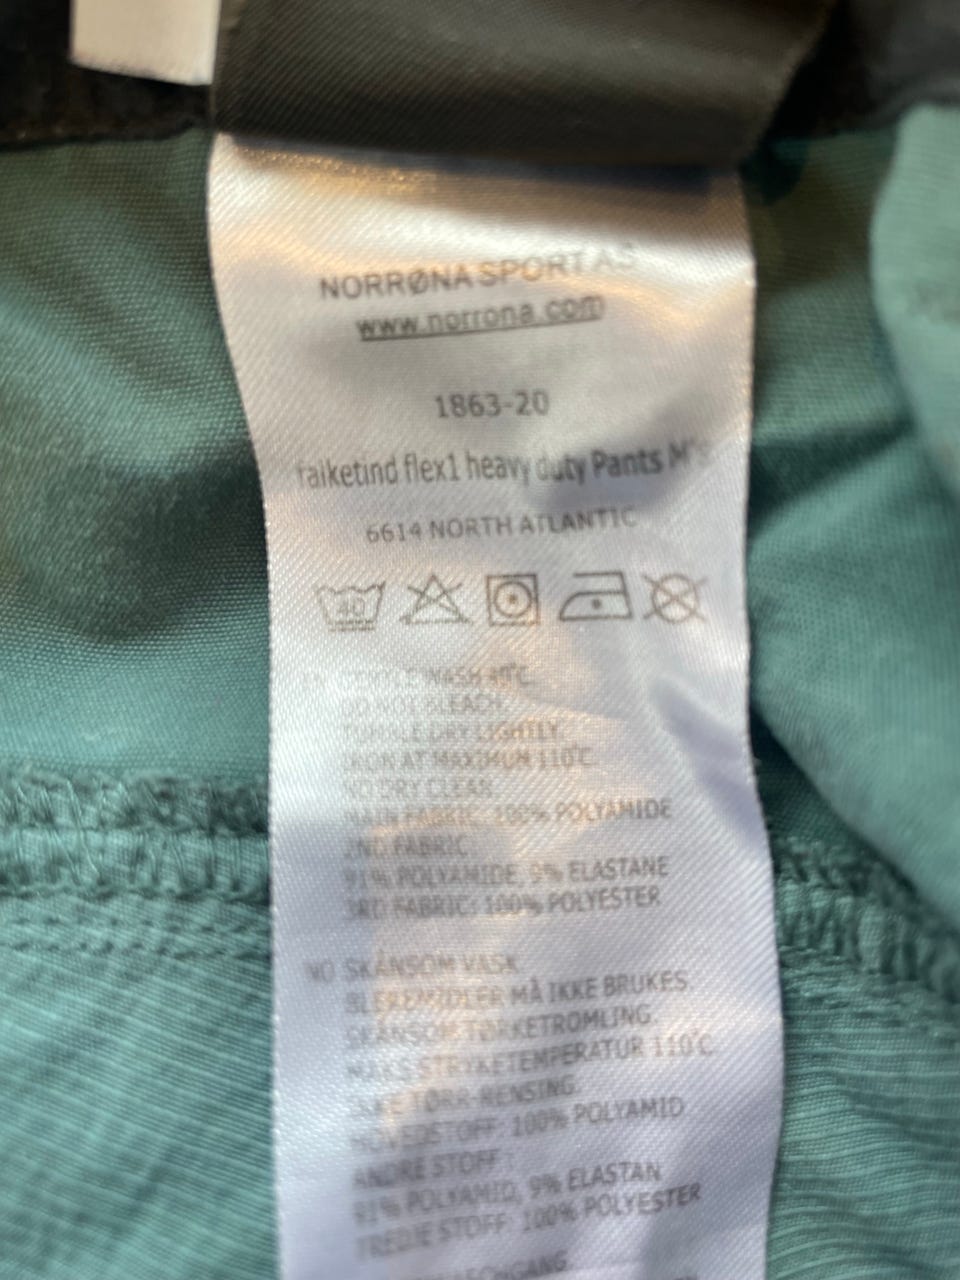 NORRØNA SPORT AS
www.norrona.com
1863-20
falketind flex1 heavy duty Pants M's
6614 NORTH ATLANTIC
40
GENTLE WASH 40°C.
DO NOT BLEACH.
TUMBLE DRY LIGHTLY.
IRON AT MAXIMUM 110°C.
NO DRY CLEAN.
MAIN FABRIC: 100% POLYAMIDE
2ND FABRIC:
91% POLYAMIDE, 9% ELASTANE
3RD FABRIC: 100% POLYESTER
NO SKÅNSOM VASK
BLEKEMIDLER MÅ IKKE BRUKES.
SKÅNSOM TØRKETROMLING.
MAKS STRYKETEMPERATUR 110°C.
IKKE TØRR-RENSING.
HOVEDSTOFF: 100% POLYAMID
ANDRE STOFF :
91% POLYAMID, 9% ELASTAN
TREDJE STOFF: 100% POLYESTER